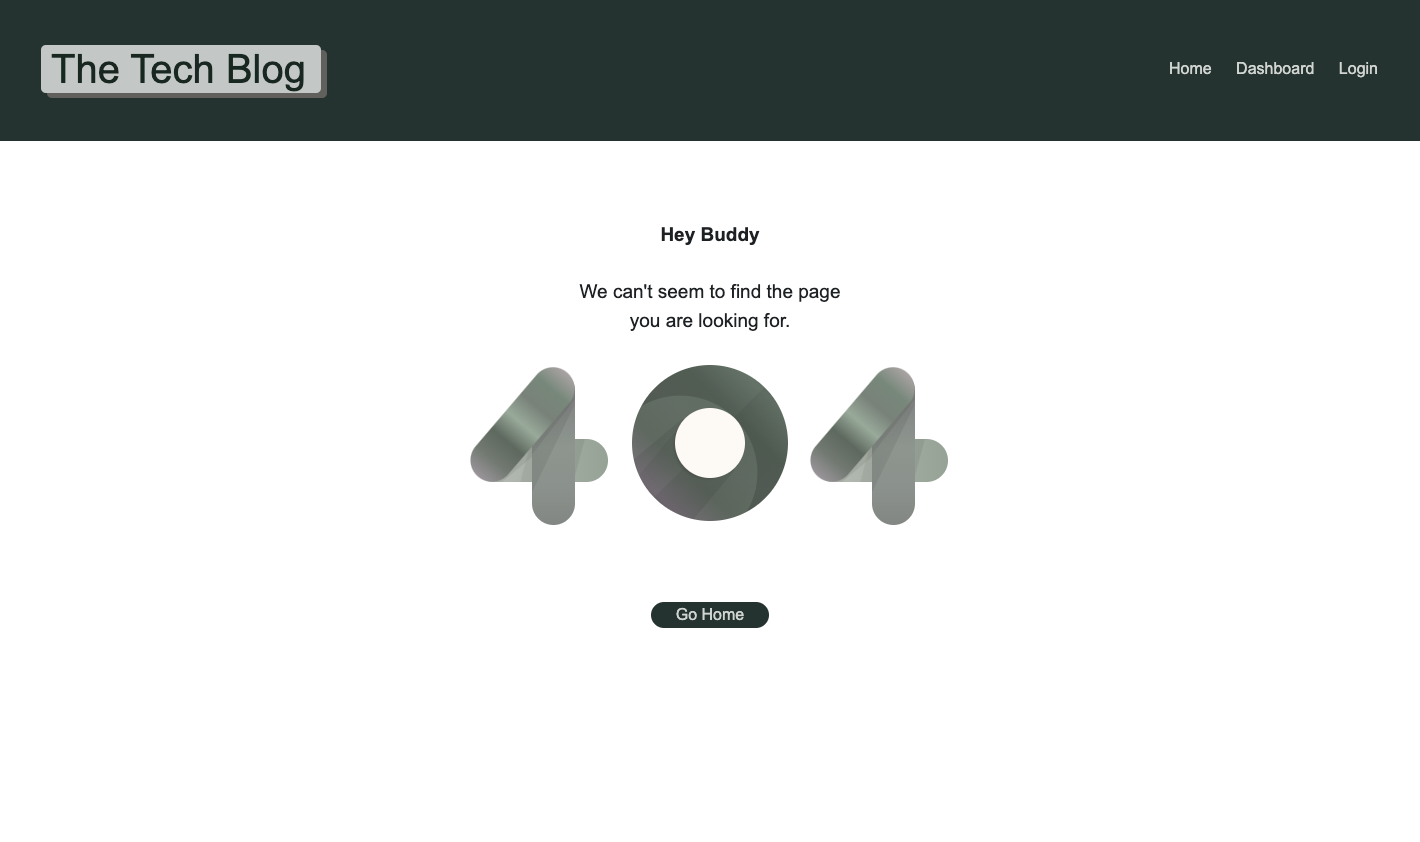 The Tech Blog
Home Dashboard Login
Hey Buddy
We can't seem to find the page
you are looking for.
404
Go Home